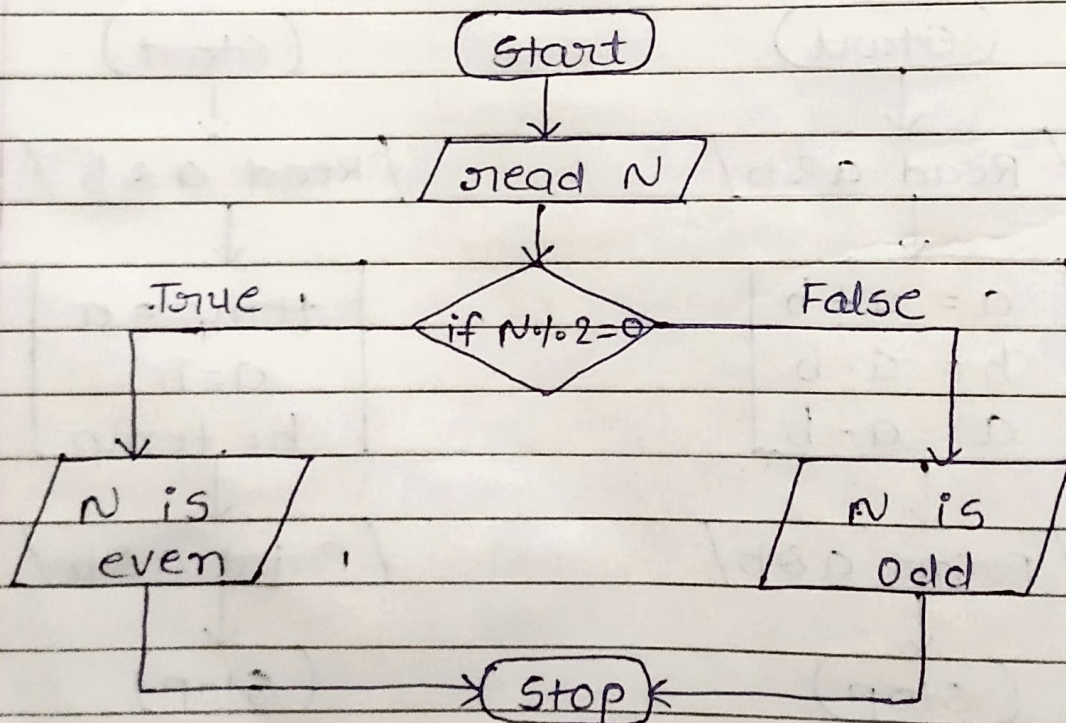 Start
read N
True
if N%2=0
False
N is
even
N is
odd
Stop